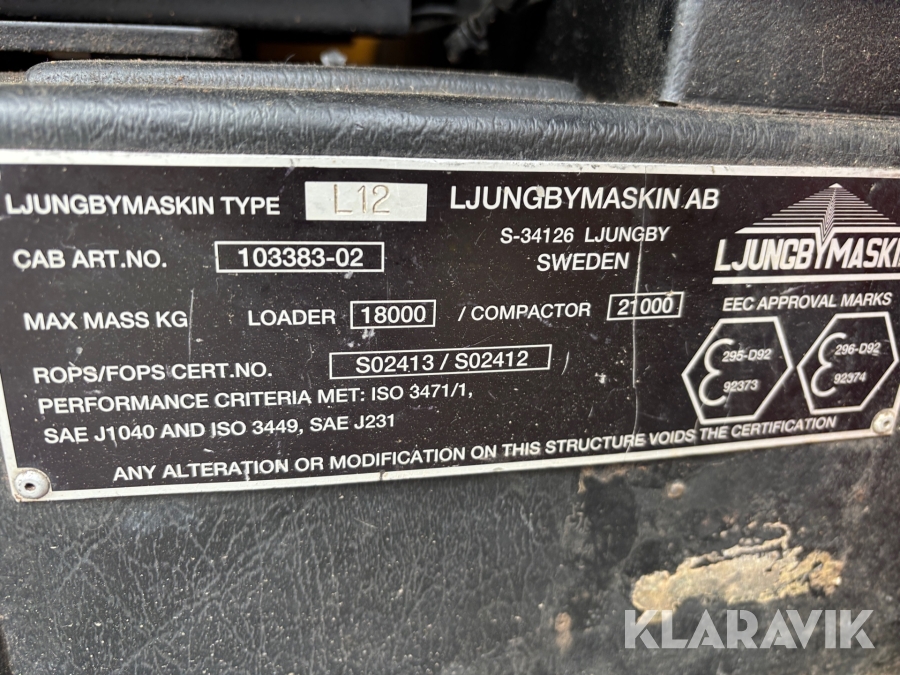 LJUNGBYMASKIN TYPE L12 LJUNGBYMASKIN AB
S-34126 LJUNGBY
SWEDEN
LJUNGBYMASKI
CAB ART.NO. 103383-02
MAX MASS KG LOADER 18000 / COMPACTOR 21000
EEC APPROVAL MARKS
ROPS/FOPS CERT.NO. S02413 / S02412
295-D92
92373
296-D92
92374
PERFORMANCE CRITERIA MET: ISO 3471/1,
SAE J1040 AND ISO 3449, SAE J231
ANY ALTERATION OR MODIFICATION ON THIS STRUCTURE VOIDS THE CERTIFICATION
KLARAVIK